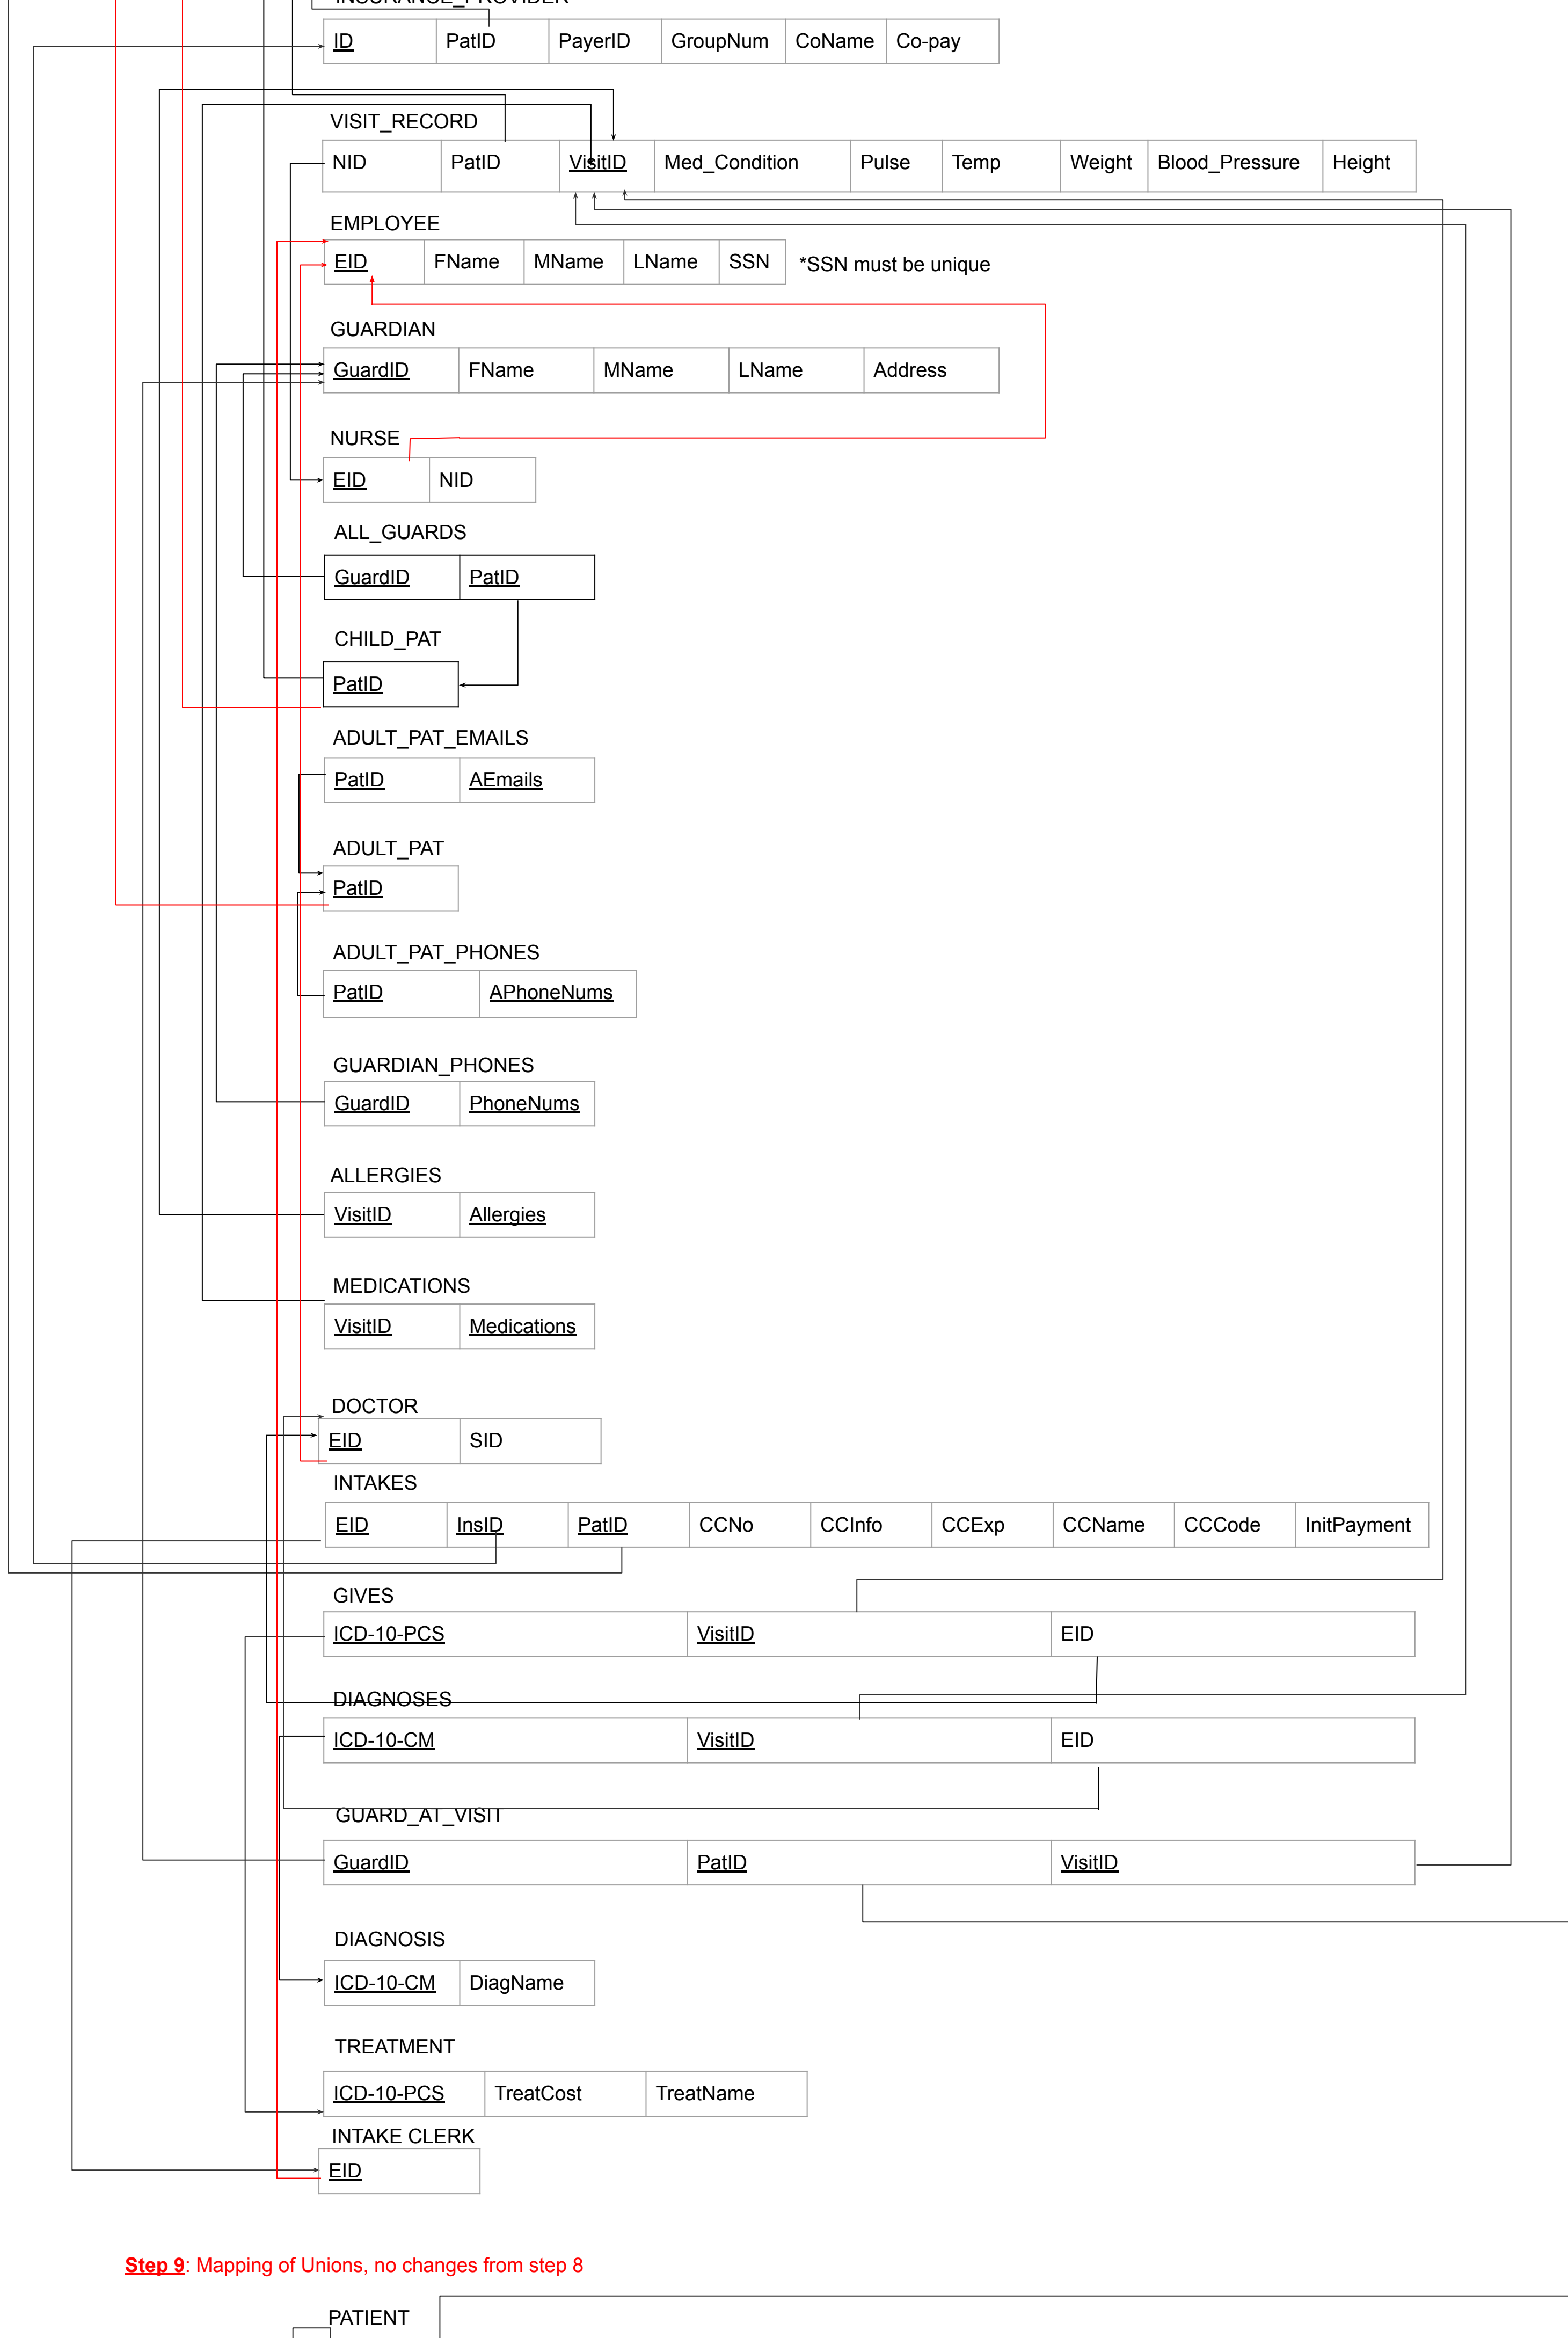 INSURANCE_PROVIDER
ID PatID PayerID GroupNum CoName Co-pay
VISIT_RECORD
NID PatID VisitID Med_Condition Pulse Temp Weight Blood_Pressure Height
EMPLOYEE
EID FName MName LName SSN *SSN must be unique
GUARDIAN
GuardID FName MName LName Address
NURSE
EID NID
ALL_GUARDS
GuardID PatID
CHILD_PAT
PatID
ADULT_PAT_EMAILS
PatID AEmails
ADULT_PAT
PatID
ADULT_PAT_PHONES
PatID APhoneNums
GUARDIAN_PHONES
GuardID PhoneNums
ALLERGIES
VisitID Allergies
MEDICATIONS
VisitID Medications
DOCTOR
EID SID
INTAKES
EID InsID PatID CCNo CCInfo CCExp CCName CCCode InitPayment
GIVES
ICD-10-PCS VisitID EID
DIAGNOSES
ICD-10-CM VisitID EID
GUARD_AT_VISIT
GuardID PatID VisitID
DIAGNOSIS
ICD-10-CM DiagName
TREATMENT
ICD-10-PCS TreatCost TreatName
INTAKE CLERK
EID
Step 9: Mapping of Unions, no changes from step 8
PATIENT